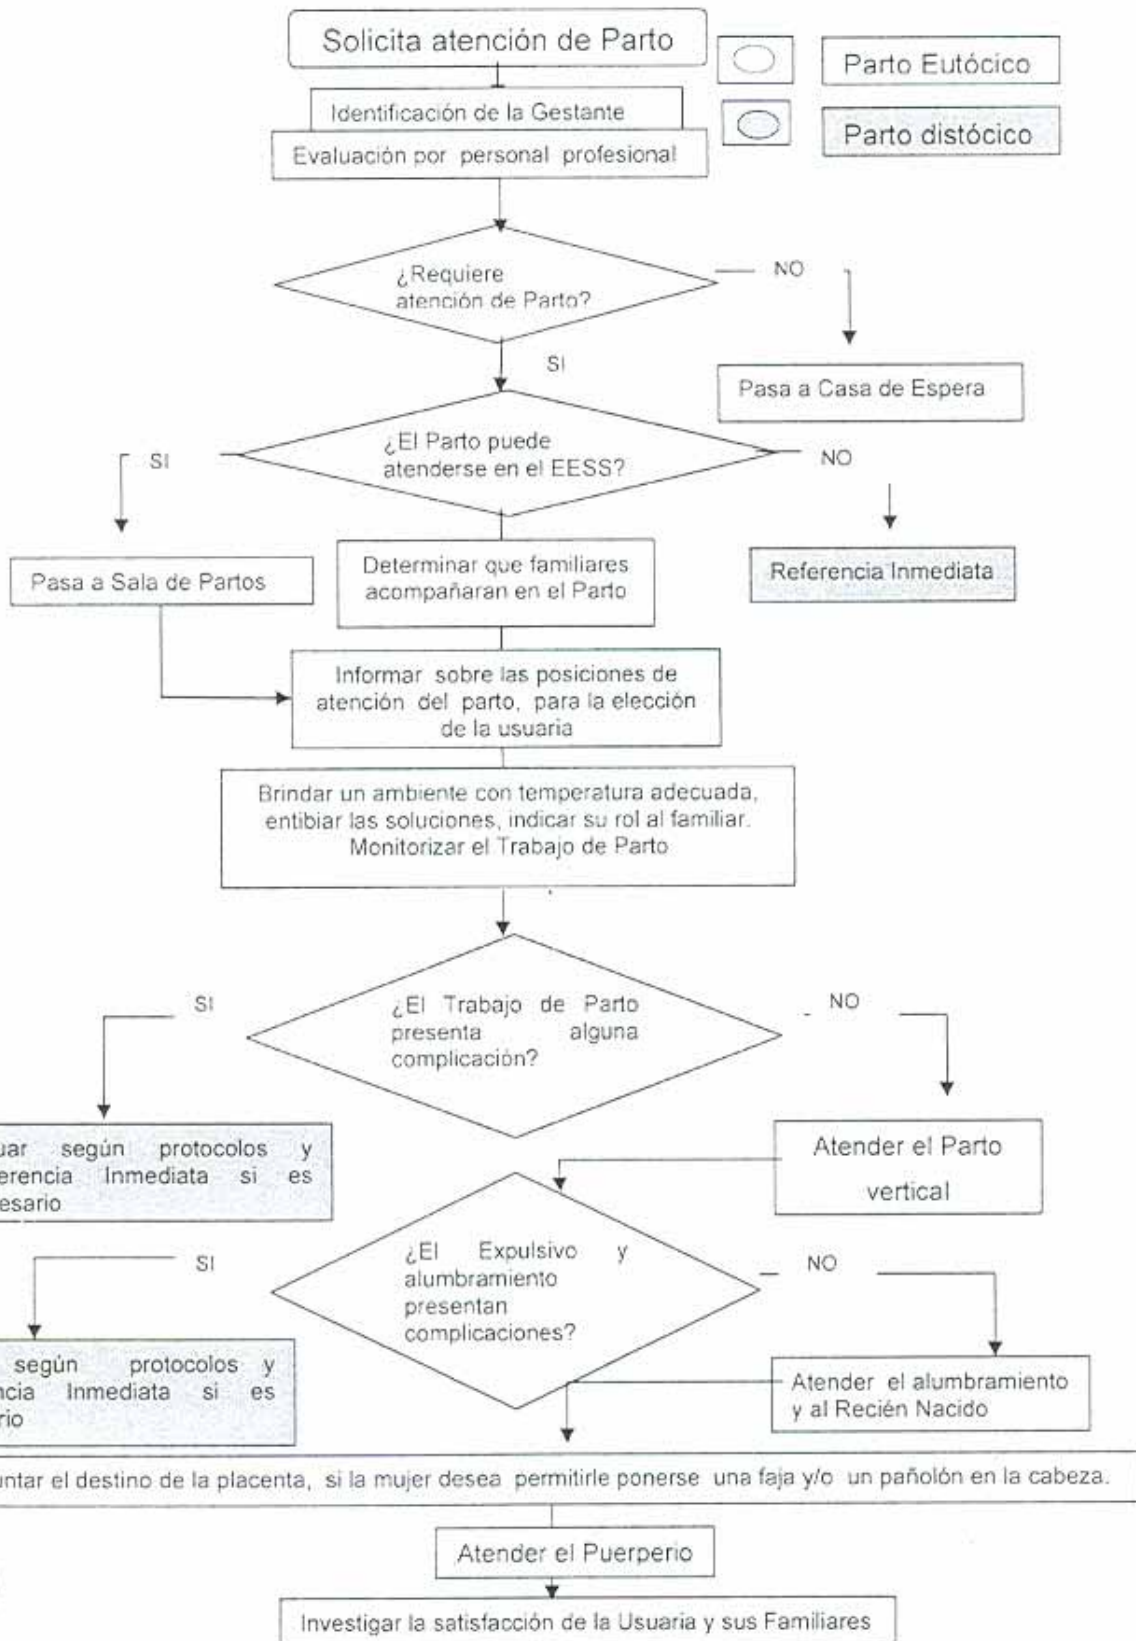 Solicita atención de Parto
Parto Eutócico
Identificación de la Gestante
Parto distócico
Evaluación por personal profesional
¿Requiere
atención de Parto?
NO
SI
Pasa a Casa de Espera
¿El Parto puede
atenderse en el EESS?
SI
NO
Pasa a Sala de Partos
Determinar que familiares
acompañaran en el Parto
Referencia Inmediata
Informar sobre las posiciones de
atención del parto, para la elección
de la usuaria
Brindar un ambiente con temperatura adecuada,
entibiar las soluciones, indicar su rol al familiar.
Monitorizar el Trabajo de Parto
¿El Trabajo de Parto
presenta alguna
complicación?
SI
NO
uar según protocolos y
erencia Inmediata si es
esario
Atender el Parto
vertical
¿El Expulsivo y
alumbramiento
presentan
complicaciones?
SI
NO
según protocolos y
ncia Inmediata si es
rio
Atender el alumbramiento
y al Recién Nacido
untar el destino de la placenta, si la mujer desea permitirle ponerse una faja y/o un pañolón en la cabeza.
Atender el Puerperio
Investigar la satisfacción de la Usuaria y sus Familiares